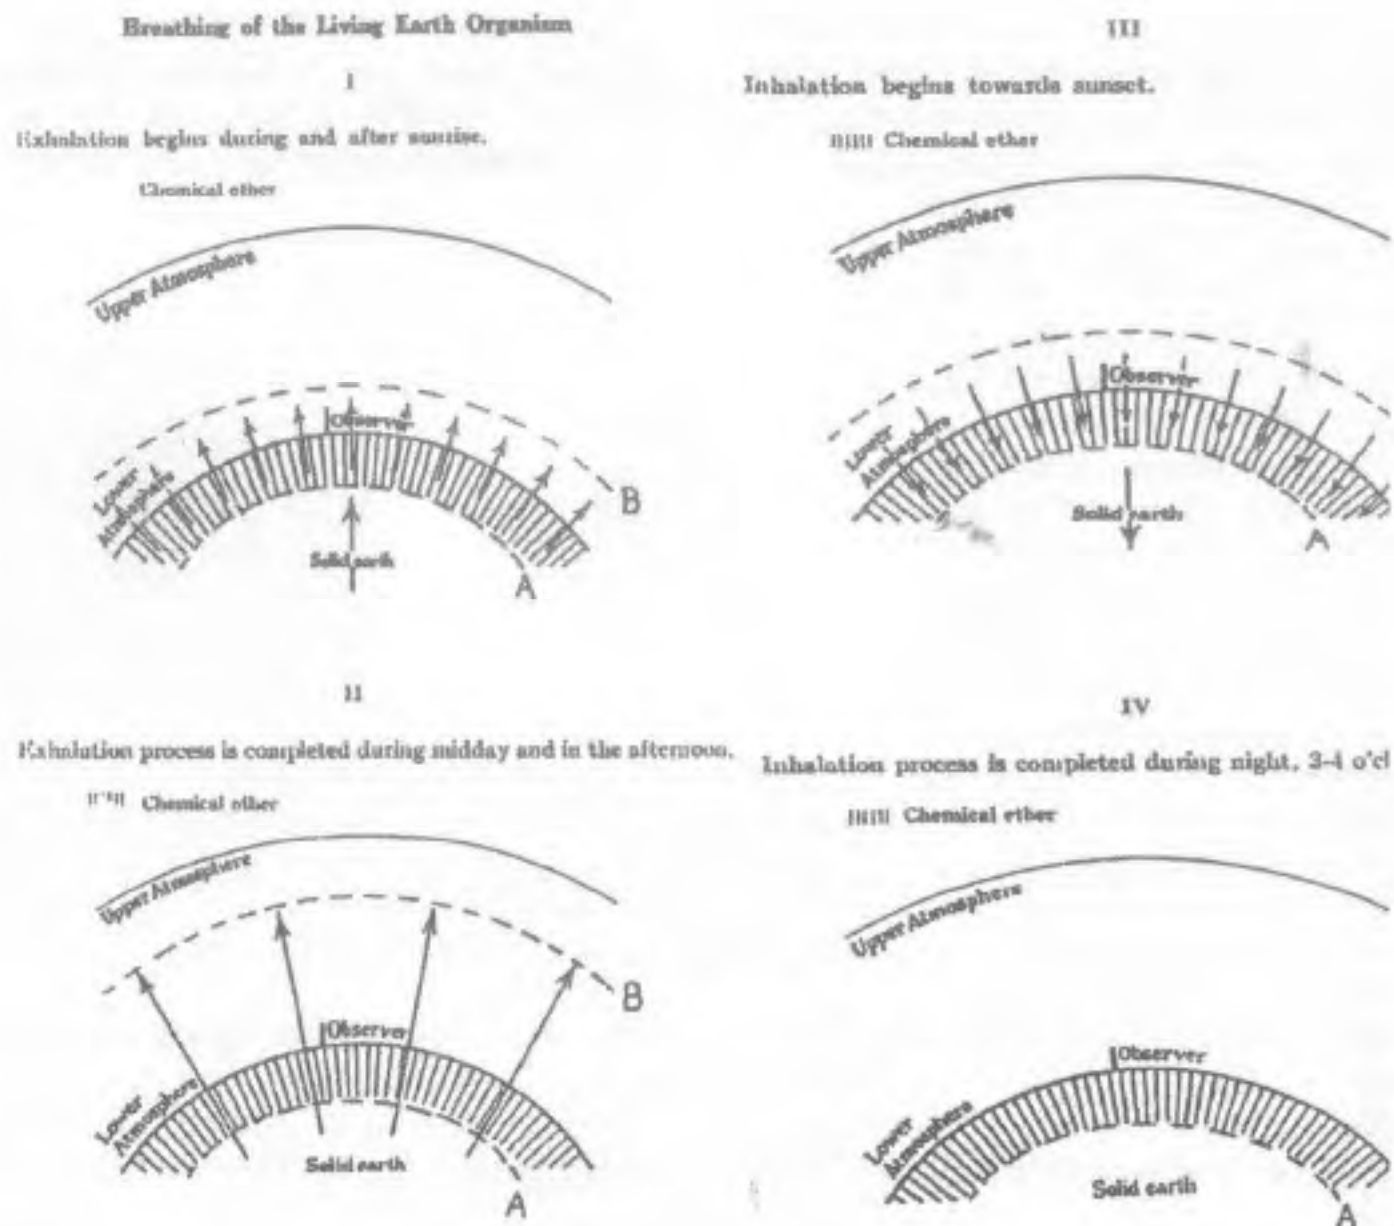 Breathing of the Living Earth Organism
I
Exhalation begins during and after sunrise.
Chemical ether
Upper Atmosphere
Observer
Lower
Atmosphere
B
Solid earth
A
II
Exhalation process is completed during midday and in the afternoon.
Chemical ether
Upper Atmosphere
B
Observer
Lower
Atmosphere
Solid earth
A
III
Inhalation begins towards sunset.
Chemical ether
Upper Atmosphere
Observer
Lower
Atmosphere
Solid earth
A
IV
Inhalation process is completed during night, 3-4 o'cl
Chemical ether
Upper Atmosphere
Observer
Lower
Atmosphere
Solid earth
A